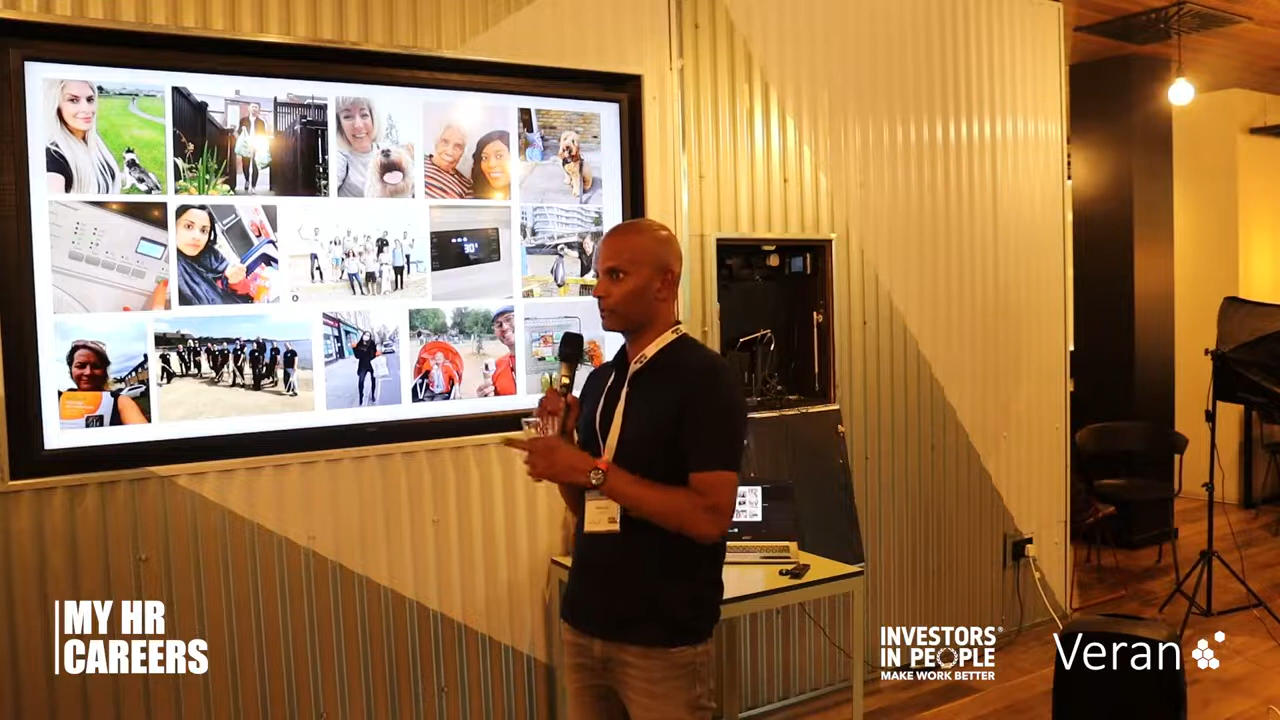 MY HR
CAREERS
INVESTORS®
IN PEOPLE
MAKE WORK BETTER
Veran